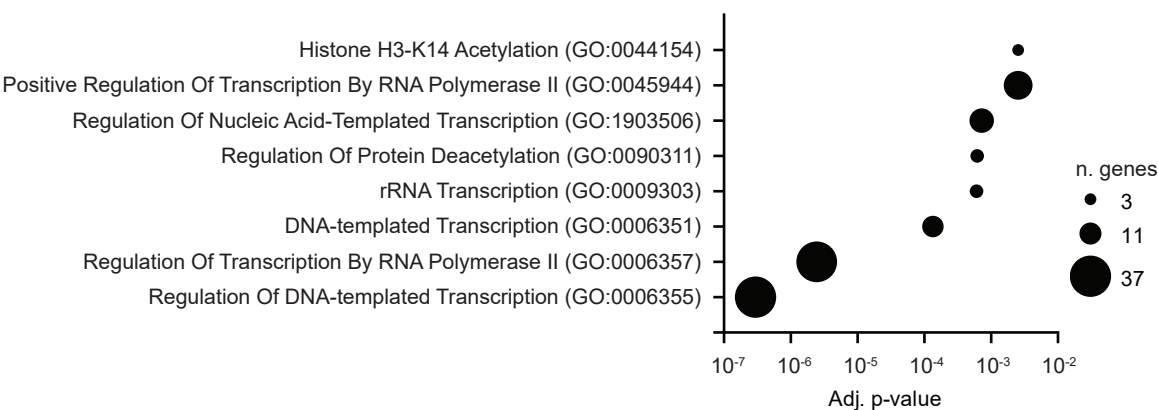 Histone H3-K14 Acetylation (GO:0044154)
Positive Regulation Of Transcription By RNA Polymerase II (GO:0045944)
Regulation Of Nucleic Acid-Templated Transcription (GO:1903506)
Regulation Of Protein Deacetylation (GO:0090311)
rRNA Transcription (GO:0009303)
DNA-templated Transcription (GO:0006351)
Regulation Of Transcription By RNA Polymerase II (GO:0006357)
Regulation Of DNA-templated Transcription (GO:0006355)
n. genes
3
11
37
10⁻⁷ 10⁻⁶ 10⁻⁵ 10⁻⁴ 10⁻³ 10⁻²
Adj. p-value